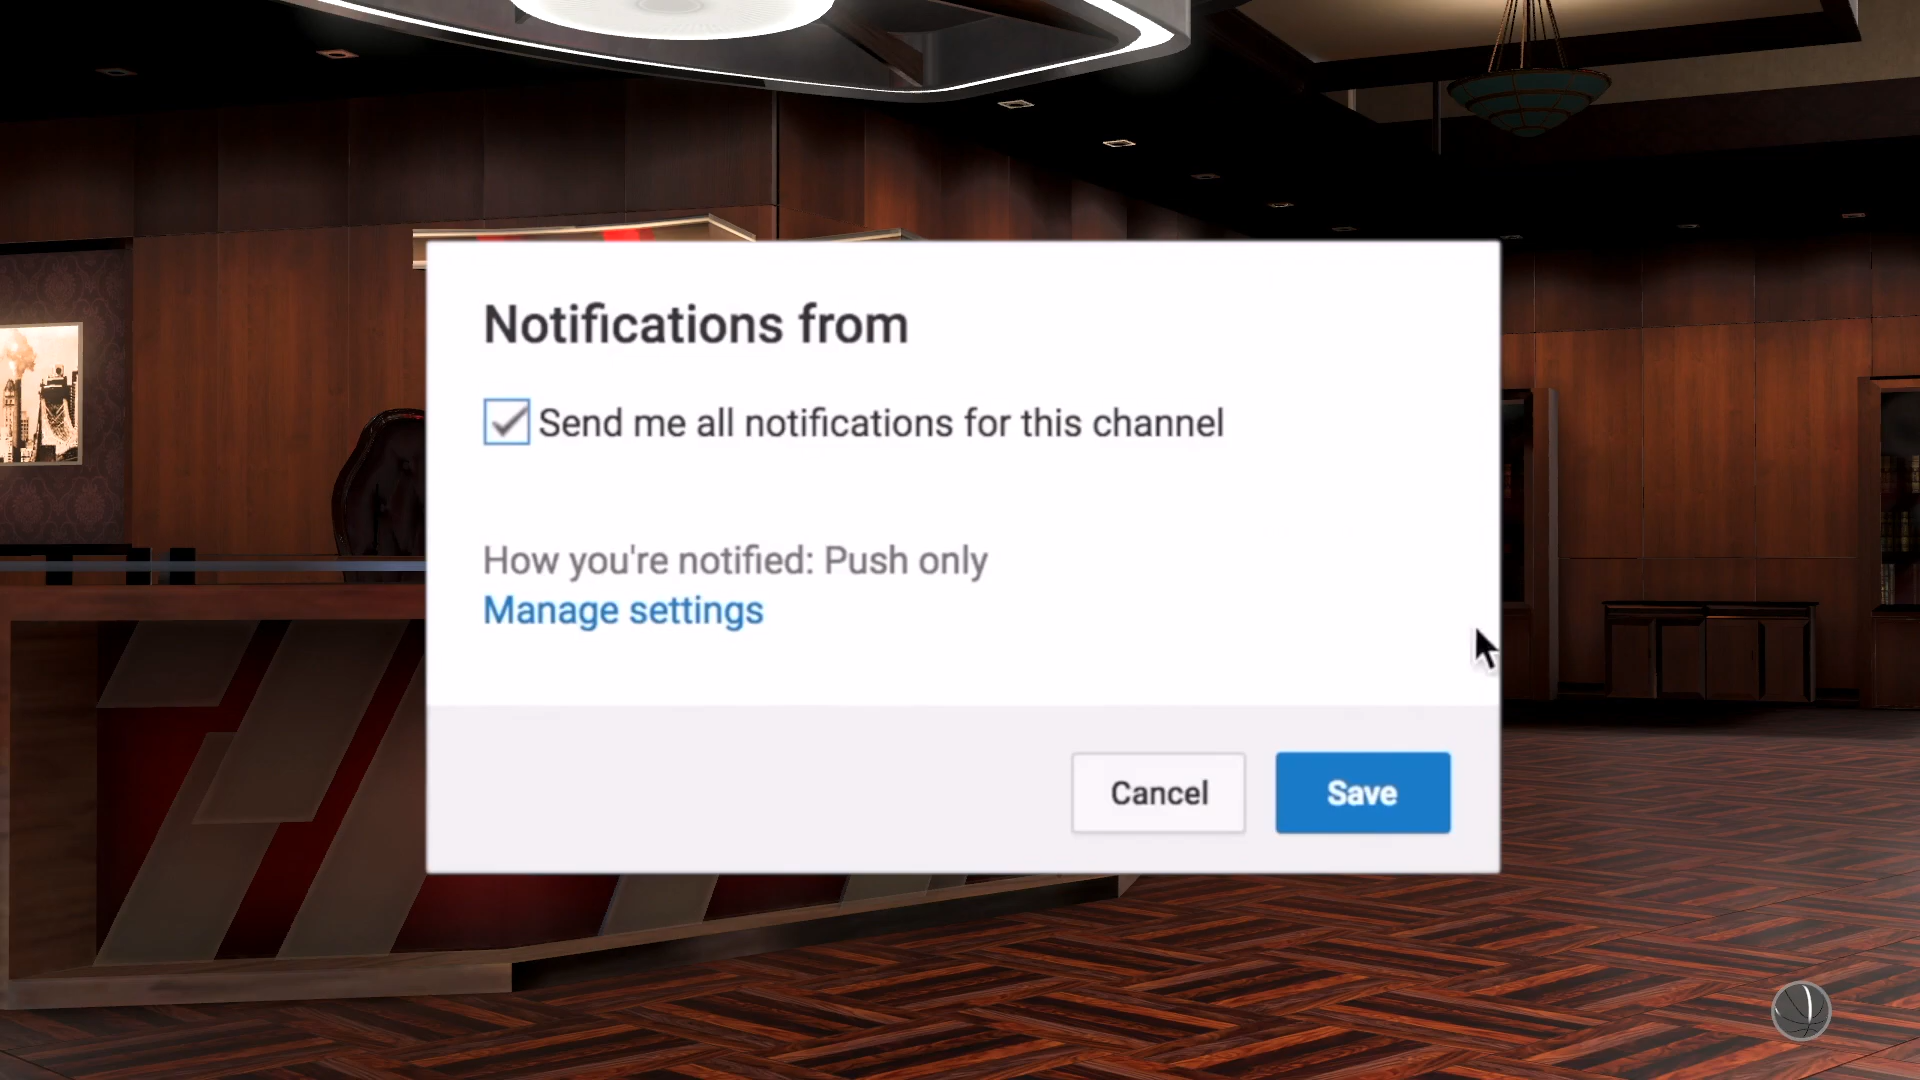 Notifications from
Send me all notifications for this channel
How you're notified: Push only
Manage settings
Cancel
Save